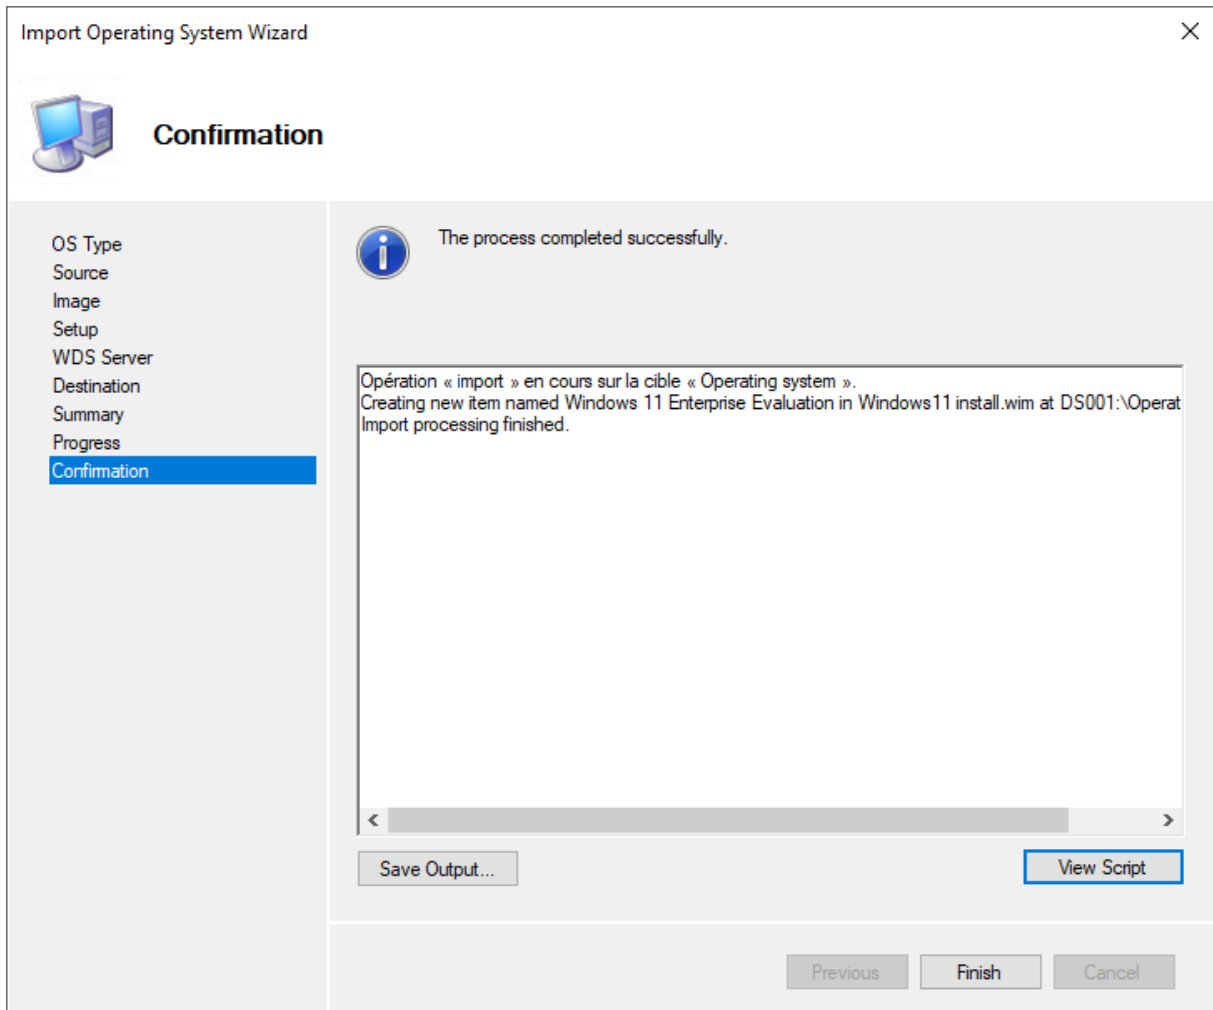 Import Operating System Wizard
Confirmation
OS Type
Source
Image
Setup
WDS Server
Destination
Summary
Progress
Confirmation
The process completed successfully.
Opération « import » en cours sur la cible « Operating system ».
Creating new item named Windows 11 Enterprise Evaluation in Windows11 install.wim at DS001:\Operat
Import processing finished.
Save Output...
View Script
Previous
Finish
Cancel